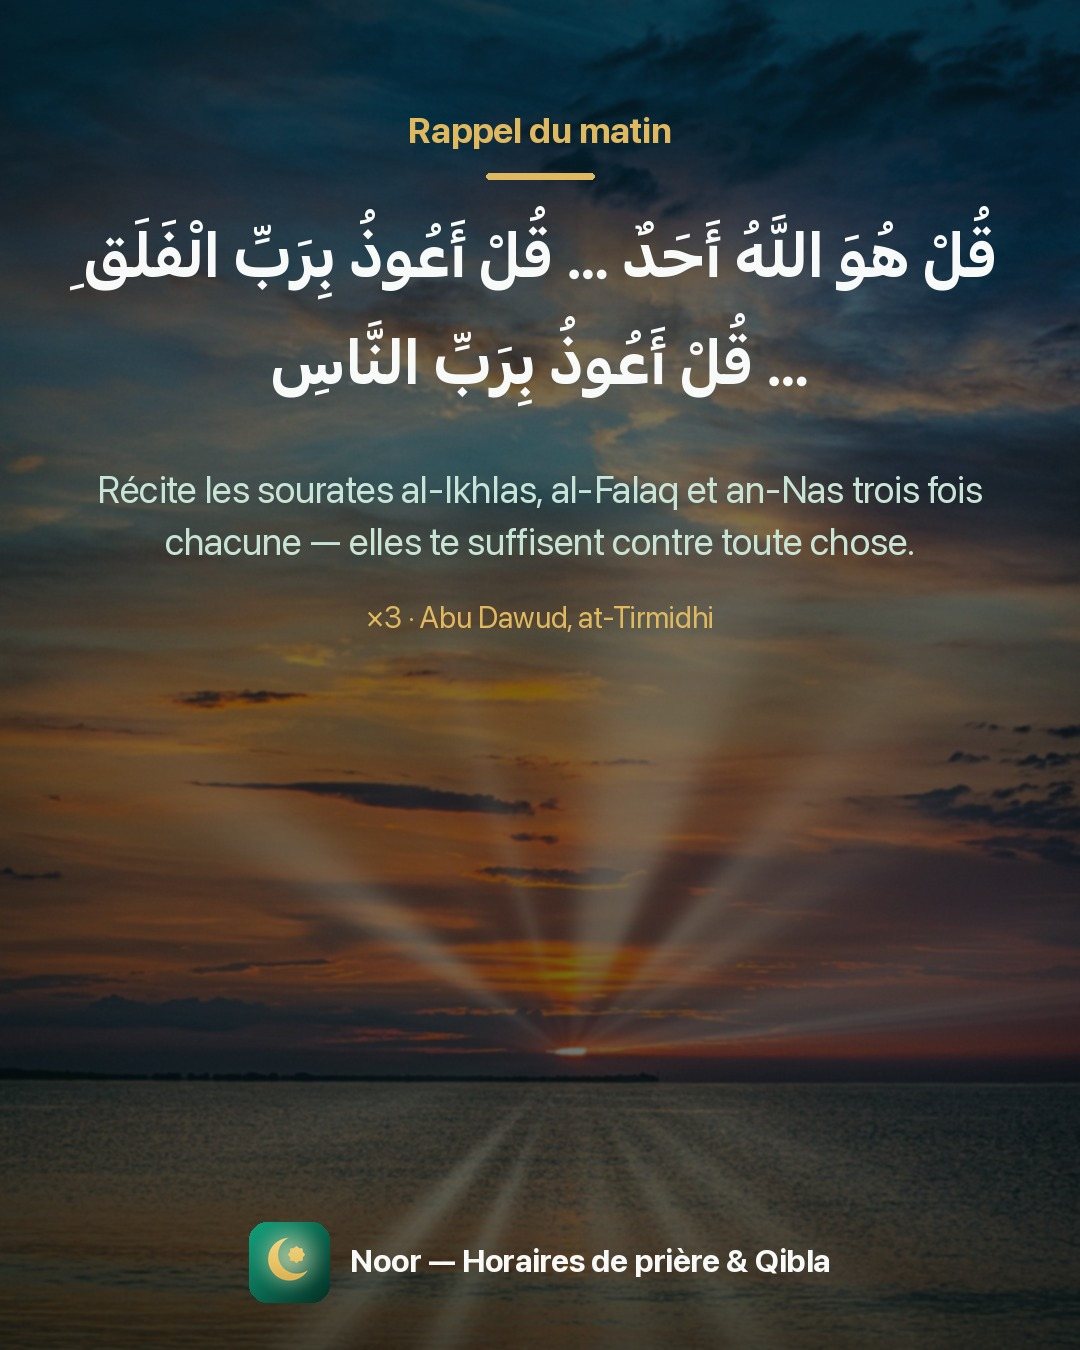 Rappel du matin
قُلْ هُوَ اللَّهُ أَحَدٌ ... قُلْ أَعُوذُ بِرَبِّ الْفَلَقِ
... قُلْ أَعُوذُ بِرَبِّ النَّاسِ
Récite les sourates al-Ikhlas, al-Falaq et an-Nas trois fois
chacune — elles te suffisent contre toute chose.
×3 · Abu Dawud, at-Tirmidhi
Noor — Horaires de prière & Qibla